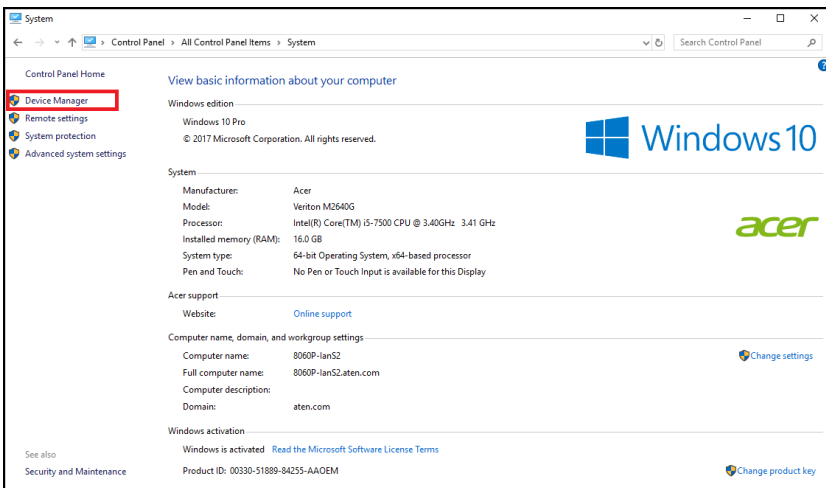 System
Control Panel > All Control Panel Items > System
Search Control Panel
Control Panel Home
Device Manager
Remote settings
System protection
Advanced system settings
View basic information about your computer
Windows edition
Windows 10 Pro
© 2017 Microsoft Corporation. All rights reserved.
Windows 10
System
Manufacturer: Acer
Model: Veriton M2640G
Processor: Intel(R) Core(TM) i5-7500 CPU @ 3.40GHz 3.41 GHz
Installed memory (RAM): 16.0 GB
System type: 64-bit Operating System, x64-based processor
Pen and Touch: No Pen or Touch Input is available for this Display
acer
Acer support
Website: Online support
Computer name, domain, and workgroup settings
Computer name: 8060P-IanS2
Change settings
Full computer name: 8060P-IanS2.aten.com
Computer description:
Domain: aten.com
Windows activation
Windows is activated Read the Microsoft Software License Terms
Product ID: 00330-51889-84255-AAOEM
Change product key
See also
Security and Maintenance